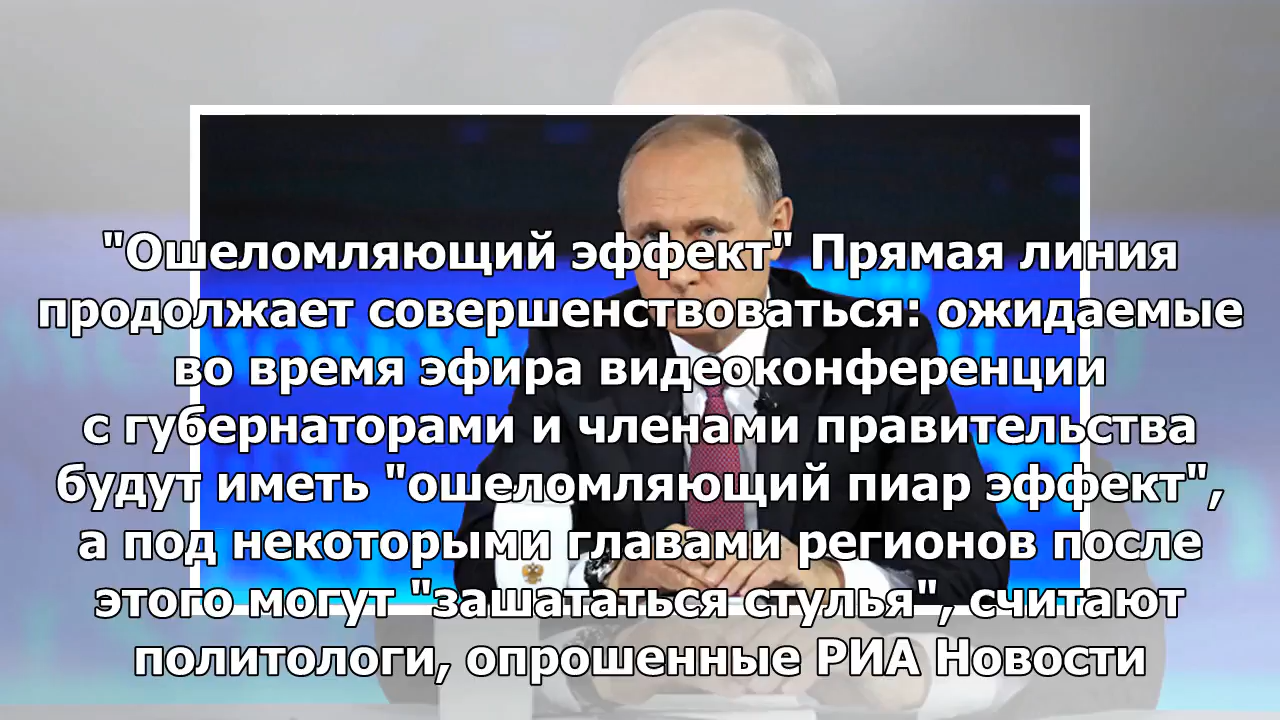 "Ошеломляющий эффект" Прямая линия
продолжает совершенствоваться: ожидаемые
во время эфира видеоконференции
с губернаторами и членами правительства
будут иметь "ошеломляющий пиар эффект",
а под некоторыми главами регионов после
этого могут "зашататься стулья", считают
политологи, опрошенные РИА Новости